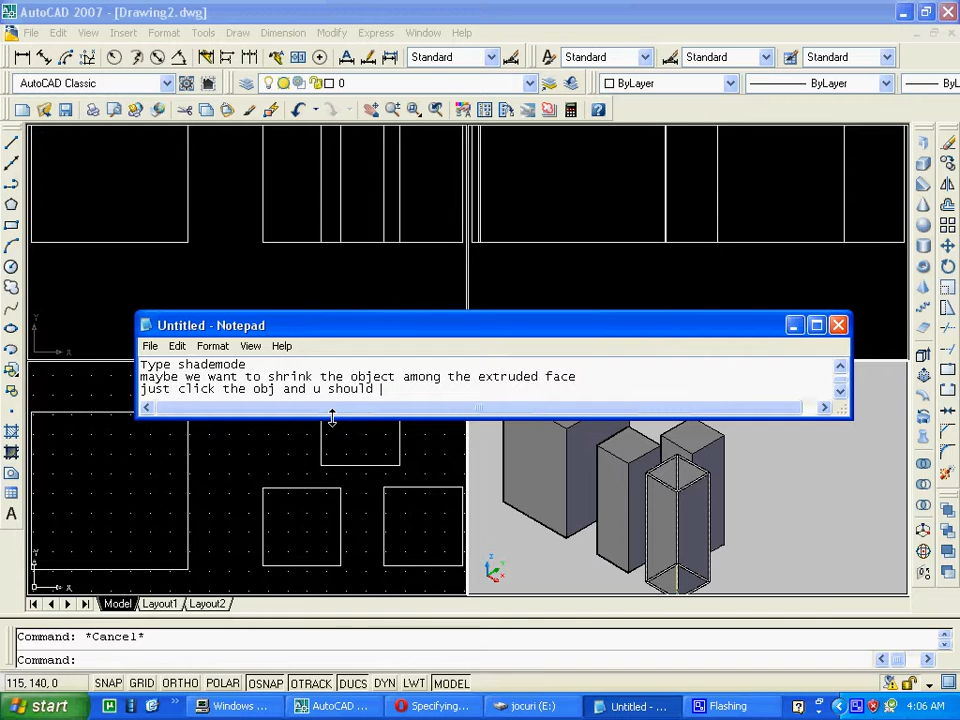 AutoCAD 2007 - [Drawing2.dwg]
File Edit View Insert Format Tools Draw Dimension Modify Express Window Help
Standard Standard Standard Standard
AutoCAD Classic 0 ByLayer ByLayer ByL
Untitled - Notepad
File Edit Format View Help
Type shademode
maybe we want to shrink the object among the extruded face
just click the obj and u should
Y X
Y X
Z Y X
A
Model Layout1 Layout2
Command: *Cancel*
Command:
115, 140, 0 SNAP GRID ORTHO POLAR OSNAP OTRACK DUCS DYN LWT MODEL
start Windows ... AutoCAD ... Specifying... jocuri (E:) Untitled - ... Flashing 4:06 AM